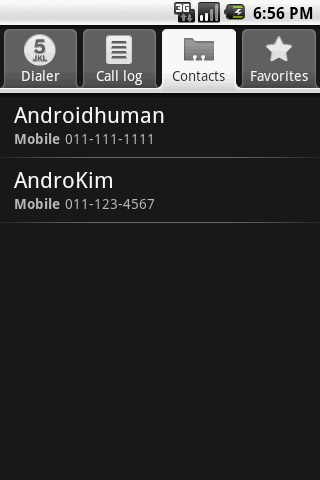 3G 6:56 PM
5
JKL
Dialer Call log Contacts Favorites
Androidhuman
Mobile 011-111-1111
AndroKim
Mobile 011-123-4567